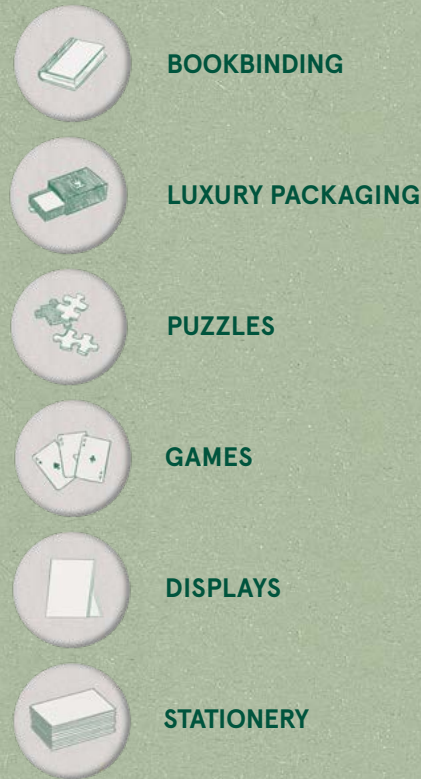 BOOKBINDING
LUXURY PACKAGING
PUZZLES
GAMES
DISPLAYS
STATIONERY